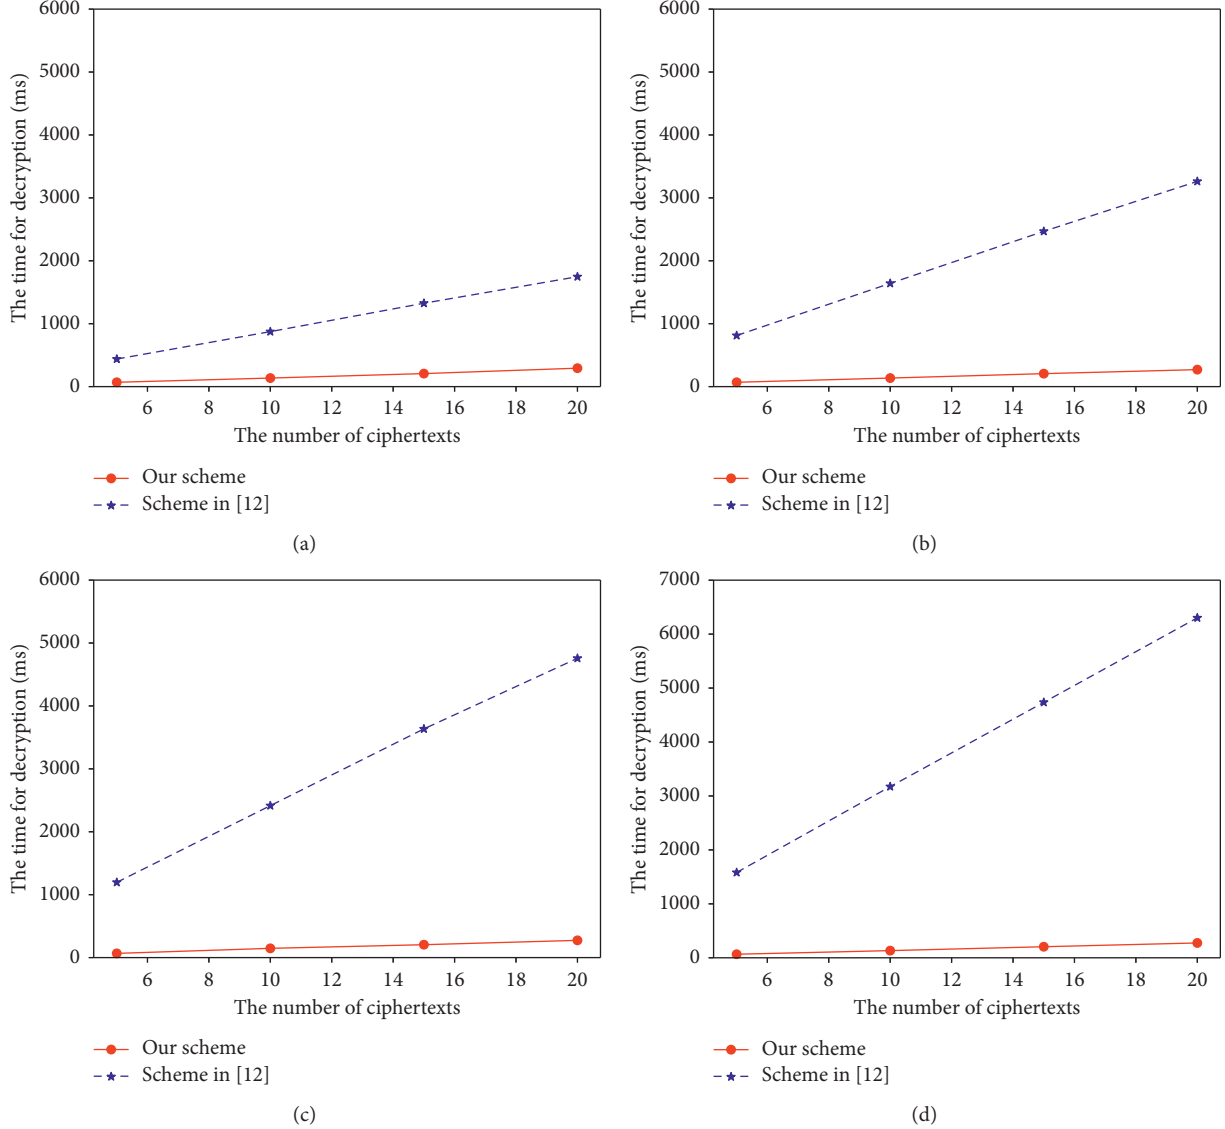 6000
5000
4000
3000
2000
1000
0
The time for decryption (ms)
6 8 10 12 14 16 18 20
The number of ciphertexts
Our scheme
Scheme in [12]
(a)
6000
5000
4000
3000
2000
1000
0
The time for decryption (ms)
6 8 10 12 14 16 18 20
The number of ciphertexts
Our scheme
Scheme in [12]
(b)
6000
5000
4000
3000
2000
1000
0
The time for decryption (ms)
6 8 10 12 14 16 18 20
The number of ciphertexts
Our scheme
Scheme in [12]
(c)
7000
6000
5000
4000
3000
2000
1000
0
The time for decryption (ms)
6 8 10 12 14 16 18 20
The number of ciphertexts
Our scheme
Scheme in [12]
(d)